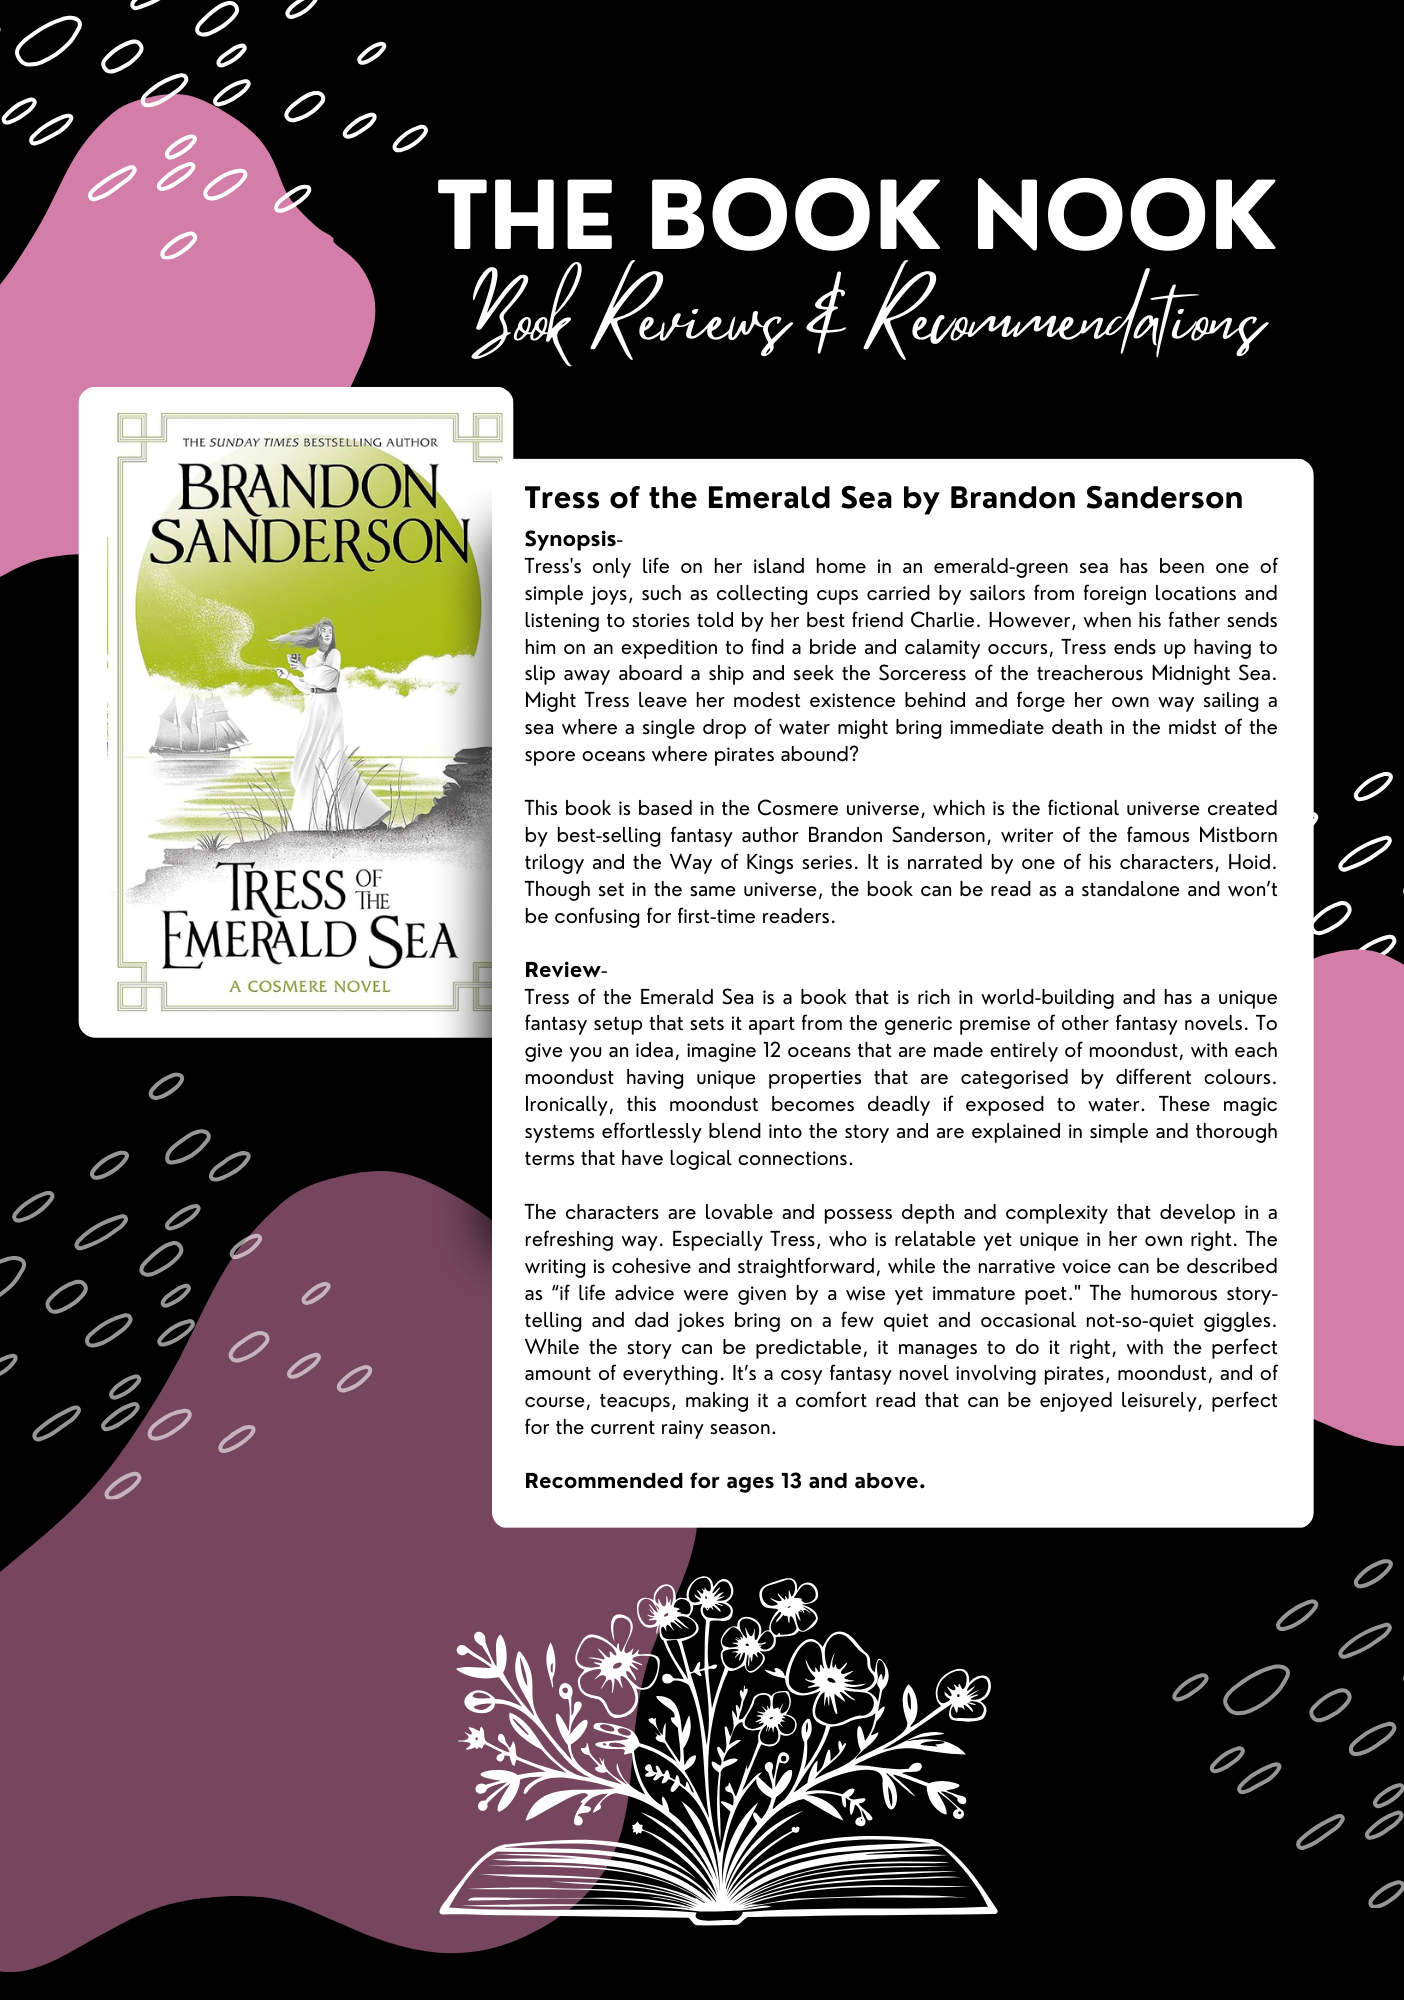 THE BOOK NOOK
Book Reviews & Recommendations
THE SUNDAY TIMES BESTSELLING AUTHOR
BRANDON
SANDERSON
TRESS OF THE
EMERALD SEA
A COSMERE NOVEL
Tress of the Emerald Sea by Brandon Sanderson
Synopsis-
Tress's only life on her island home in an emerald-green sea has been one of
simple joys, such as collecting cups carried by sailors from foreign locations and
listening to stories told by her best friend Charlie. However, when his father sends
him on an expedition to find a bride and calamity occurs, Tress ends up having to
slip away aboard a ship and seek the Sorceress of the treacherous Midnight Sea.
Might Tress leave her modest existence behind and forge her own way sailing a
sea where a single drop of water might bring immediate death in the midst of the
spore oceans where pirates abound?
This book is based in the Cosmere universe, which is the fictional universe created
by best-selling fantasy author Brandon Sanderson, writer of the famous Mistborn
trilogy and the Way of Kings series. It is narrated by one of his characters, Hoid.
Though set in the same universe, the book can be read as a standalone and won't
be confusing for first-time readers.
Review-
Tress of the Emerald Sea is a book that is rich in world-building and has a unique
fantasy setup that sets it apart from the generic premise of other fantasy novels. To
give you an idea, imagine 12 oceans that are made entirely of moondust, with each
moondust having unique properties that are categorised by different colours.
Ironically, this moondust becomes deadly if exposed to water. These magic
systems effortlessly blend into the story and are explained in simple and thorough
terms that have logical connections.
The characters are lovable and possess depth and complexity that develop in a
refreshing way. Especially Tress, who is relatable yet unique in her own right. The
writing is cohesive and straightforward, while the narrative voice can be described
as “if life advice were given by a wise yet immature poet." The humorous story-
telling and dad jokes bring on a few quiet and occasional not-so-quiet giggles.
While the story can be predictable, it manages to do it right, with the perfect
amount of everything. It’s a cosy fantasy novel involving pirates, moondust, and of
course, teacups, making it a comfort read that can be enjoyed leisurely, perfect
for the current rainy season.
Recommended for ages 13 and above.